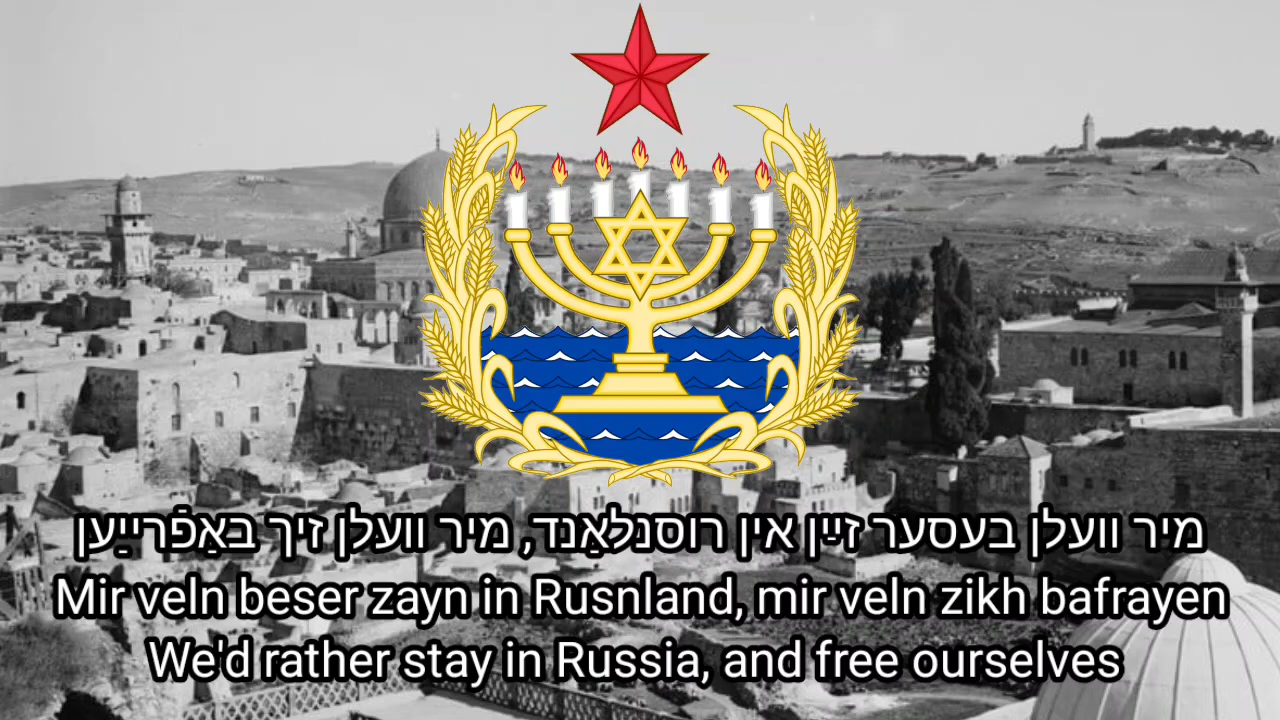 מיר וועלן בעסער זײַן אין רוסנלאַנד, מיר וועלן זיך באַפֿרייַען
Mir veln beser zayn in Rusnland, mir veln zikh bafrayen
We'd rather stay in Russia, and free ourselves